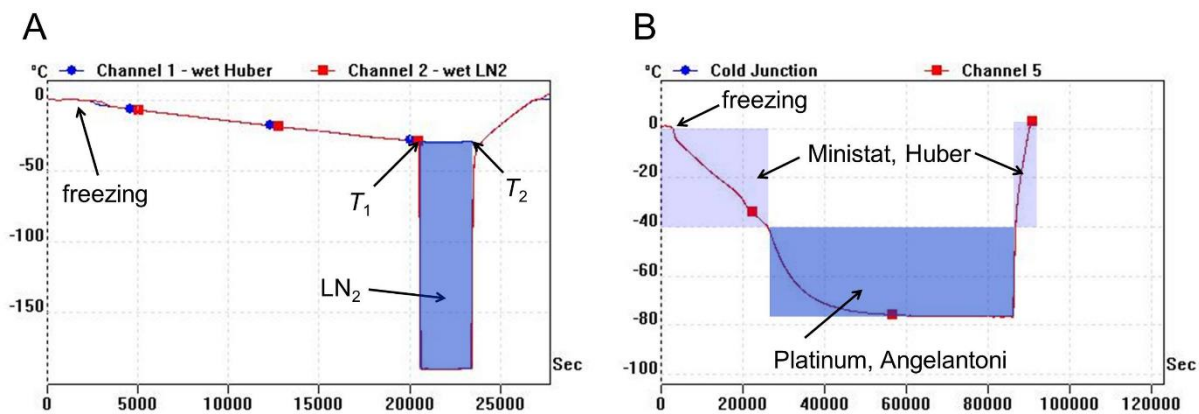 A
°C Channel 1 - wet Huber Channel 2 - wet LN2
0
-50
-100
-150
freezing
T1
T2
LN2
Sec
0 5000 10000 15000 20000 25000
B
°C Cold Junction Channel 5
freezing
0
-20
-40
-60
-80
-100
Ministat, Huber
Platinum, Angelantoni
Sec
0 20000 40000 60000 80000 100000 120000